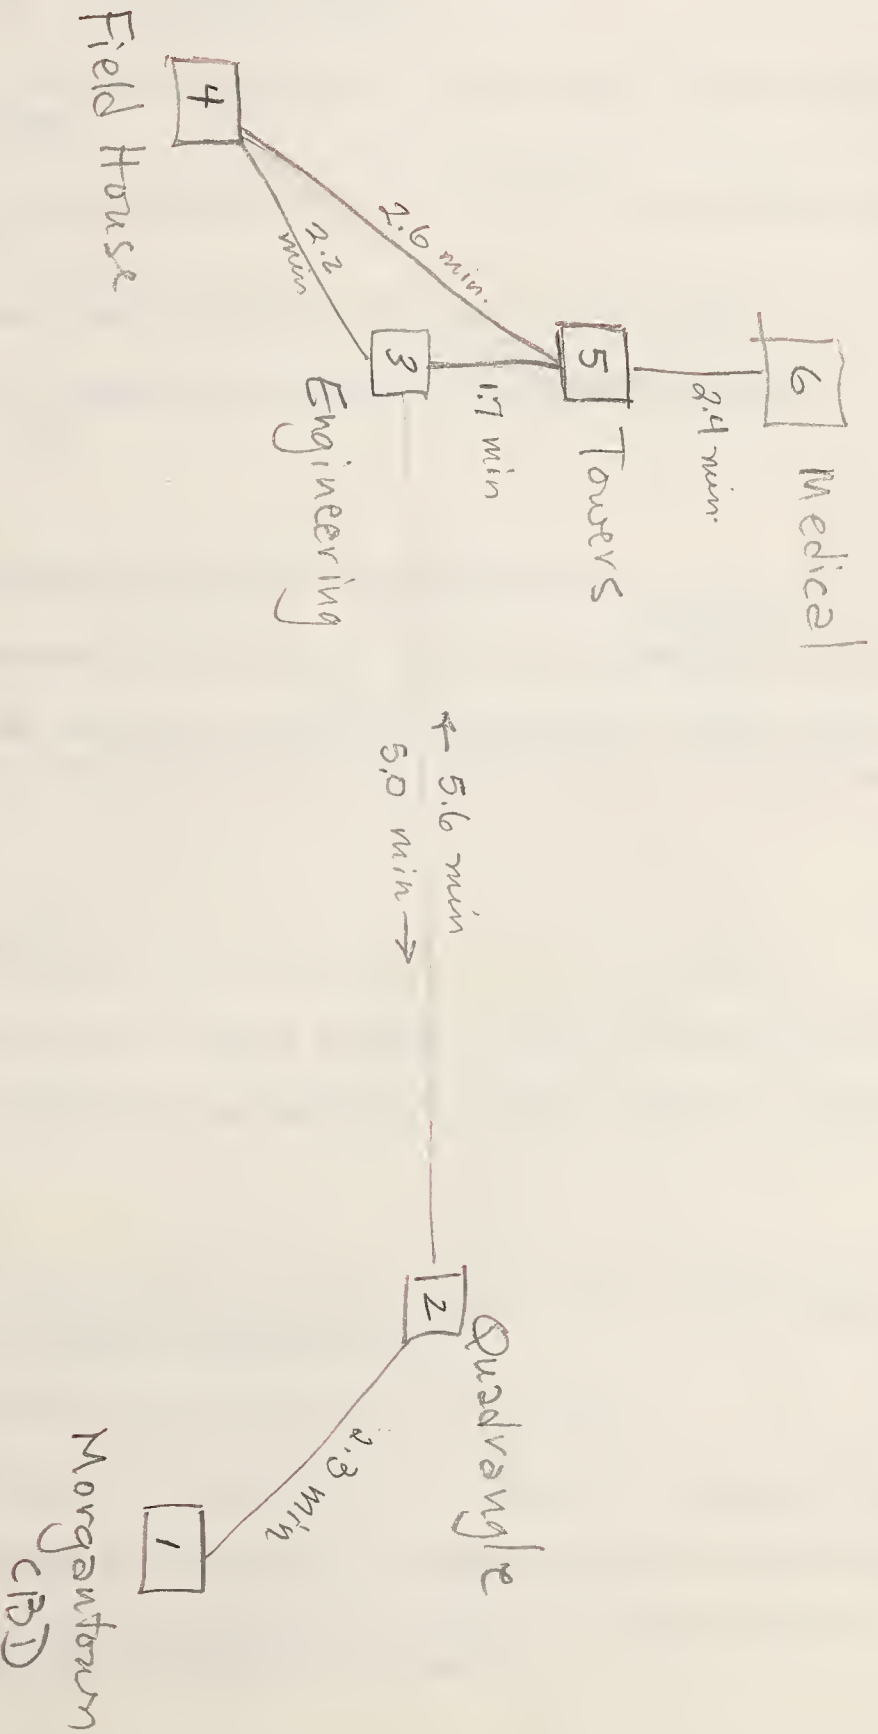 6 Medical
2.4 min.
5 Towers
1.7 min
2.6 min.
3 Engineering
2.2
min
4
Field House
← 5.6 min
5.0 min →
2 Quadrangle
2.3 min
1
Morgantown
CBD